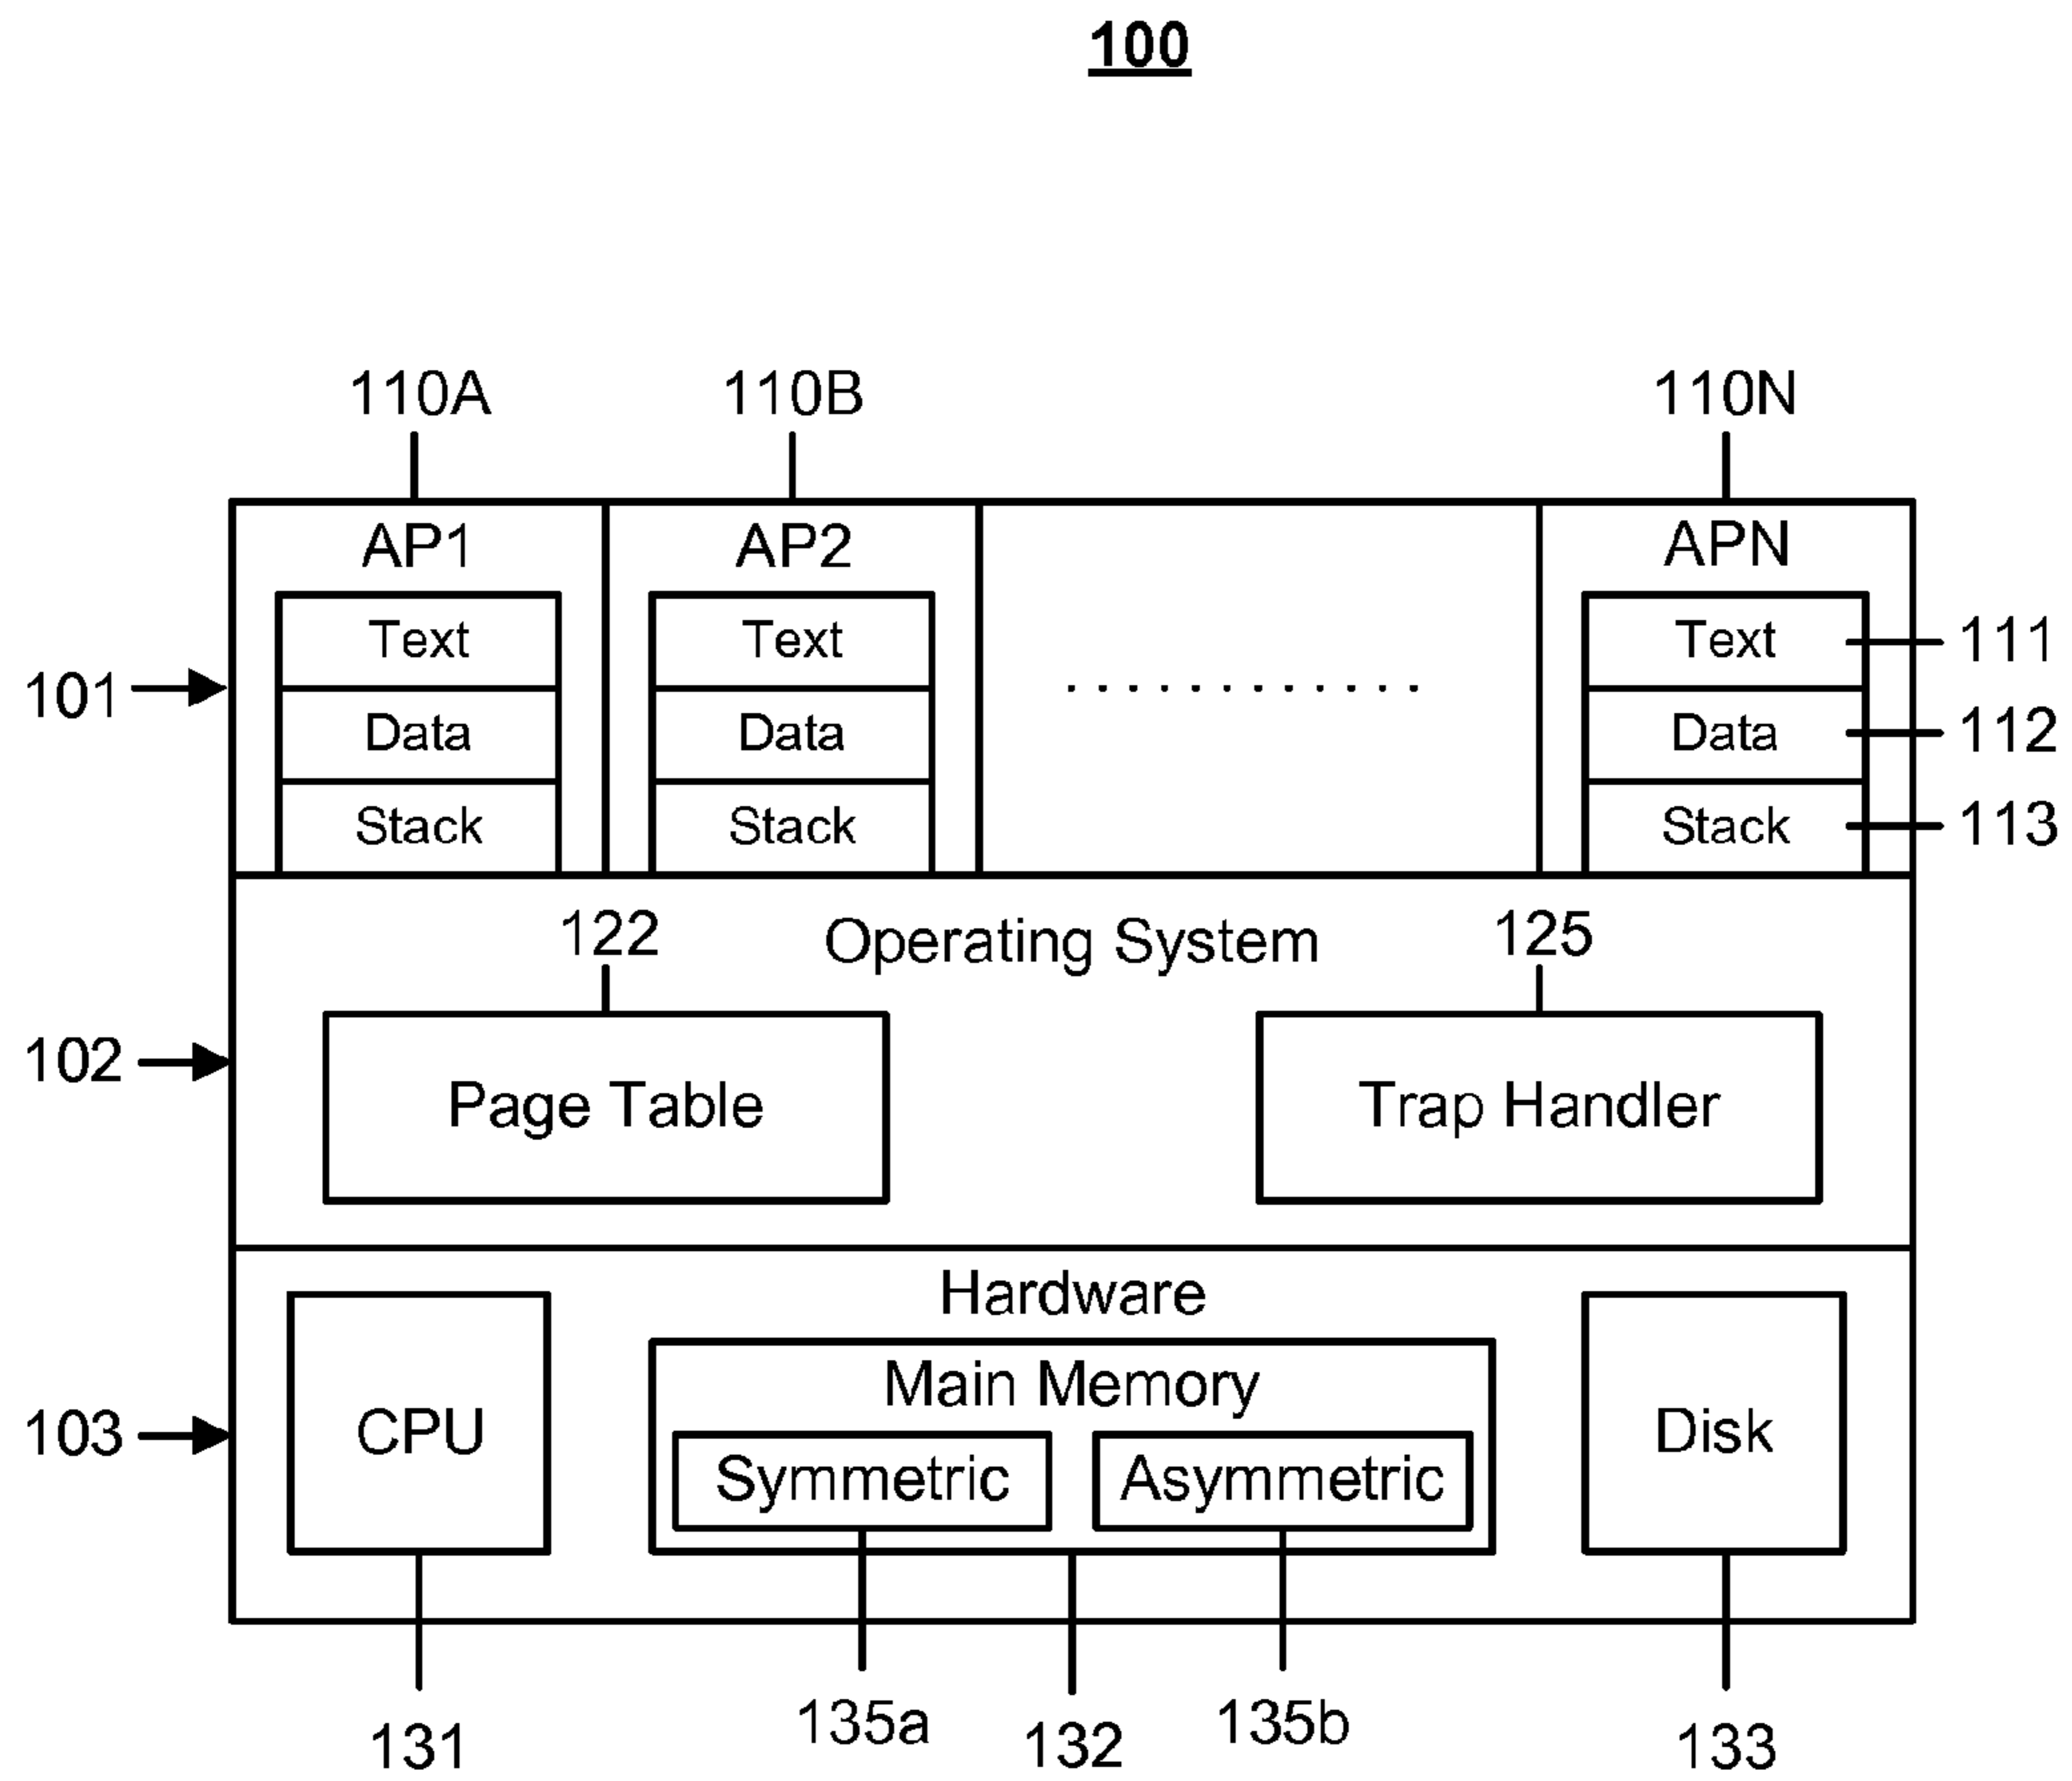 100
110A 110B 110N
AP1 AP2 APN
Text Text Text 111
101 ............
Data Data Data 112
Stack Stack Stack 113
122 Operating System 125
102
Page Table Trap Handler
Hardware
Main Memory
103 CPU Disk
Symmetric Asymmetric
135a 135b
131 132 133